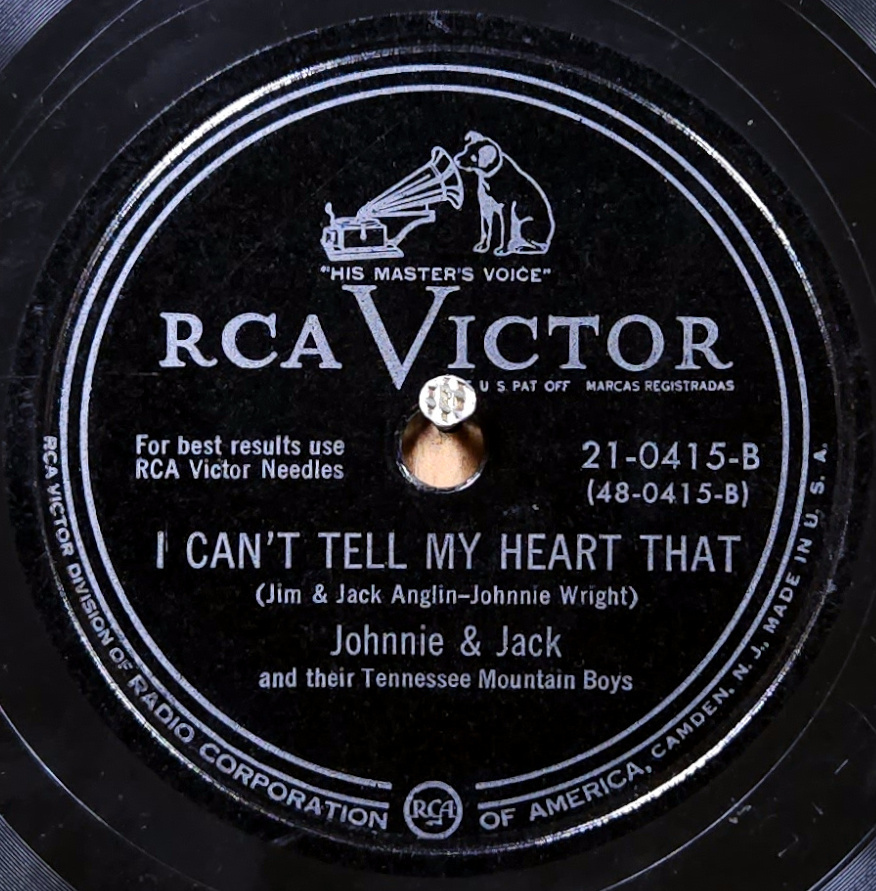 "HIS MASTER'S VOICE"
RCA VICTOR
U S PAT OFF MARCAS REGISTRADAS
For best results use
RCA Victor Needles
21-0415-B
(48-0415-B)
I CAN'T TELL MY HEART THAT
(Jim & Jack Anglin–Johnnie Wright)
Johnnie & Jack
and their Tennessee Mountain Boys
RCA VICTOR DIVISION OF RADIO CORPORATION OF AMERICA, CAMDEN, N. J., MADE IN U. S. A.
RCA